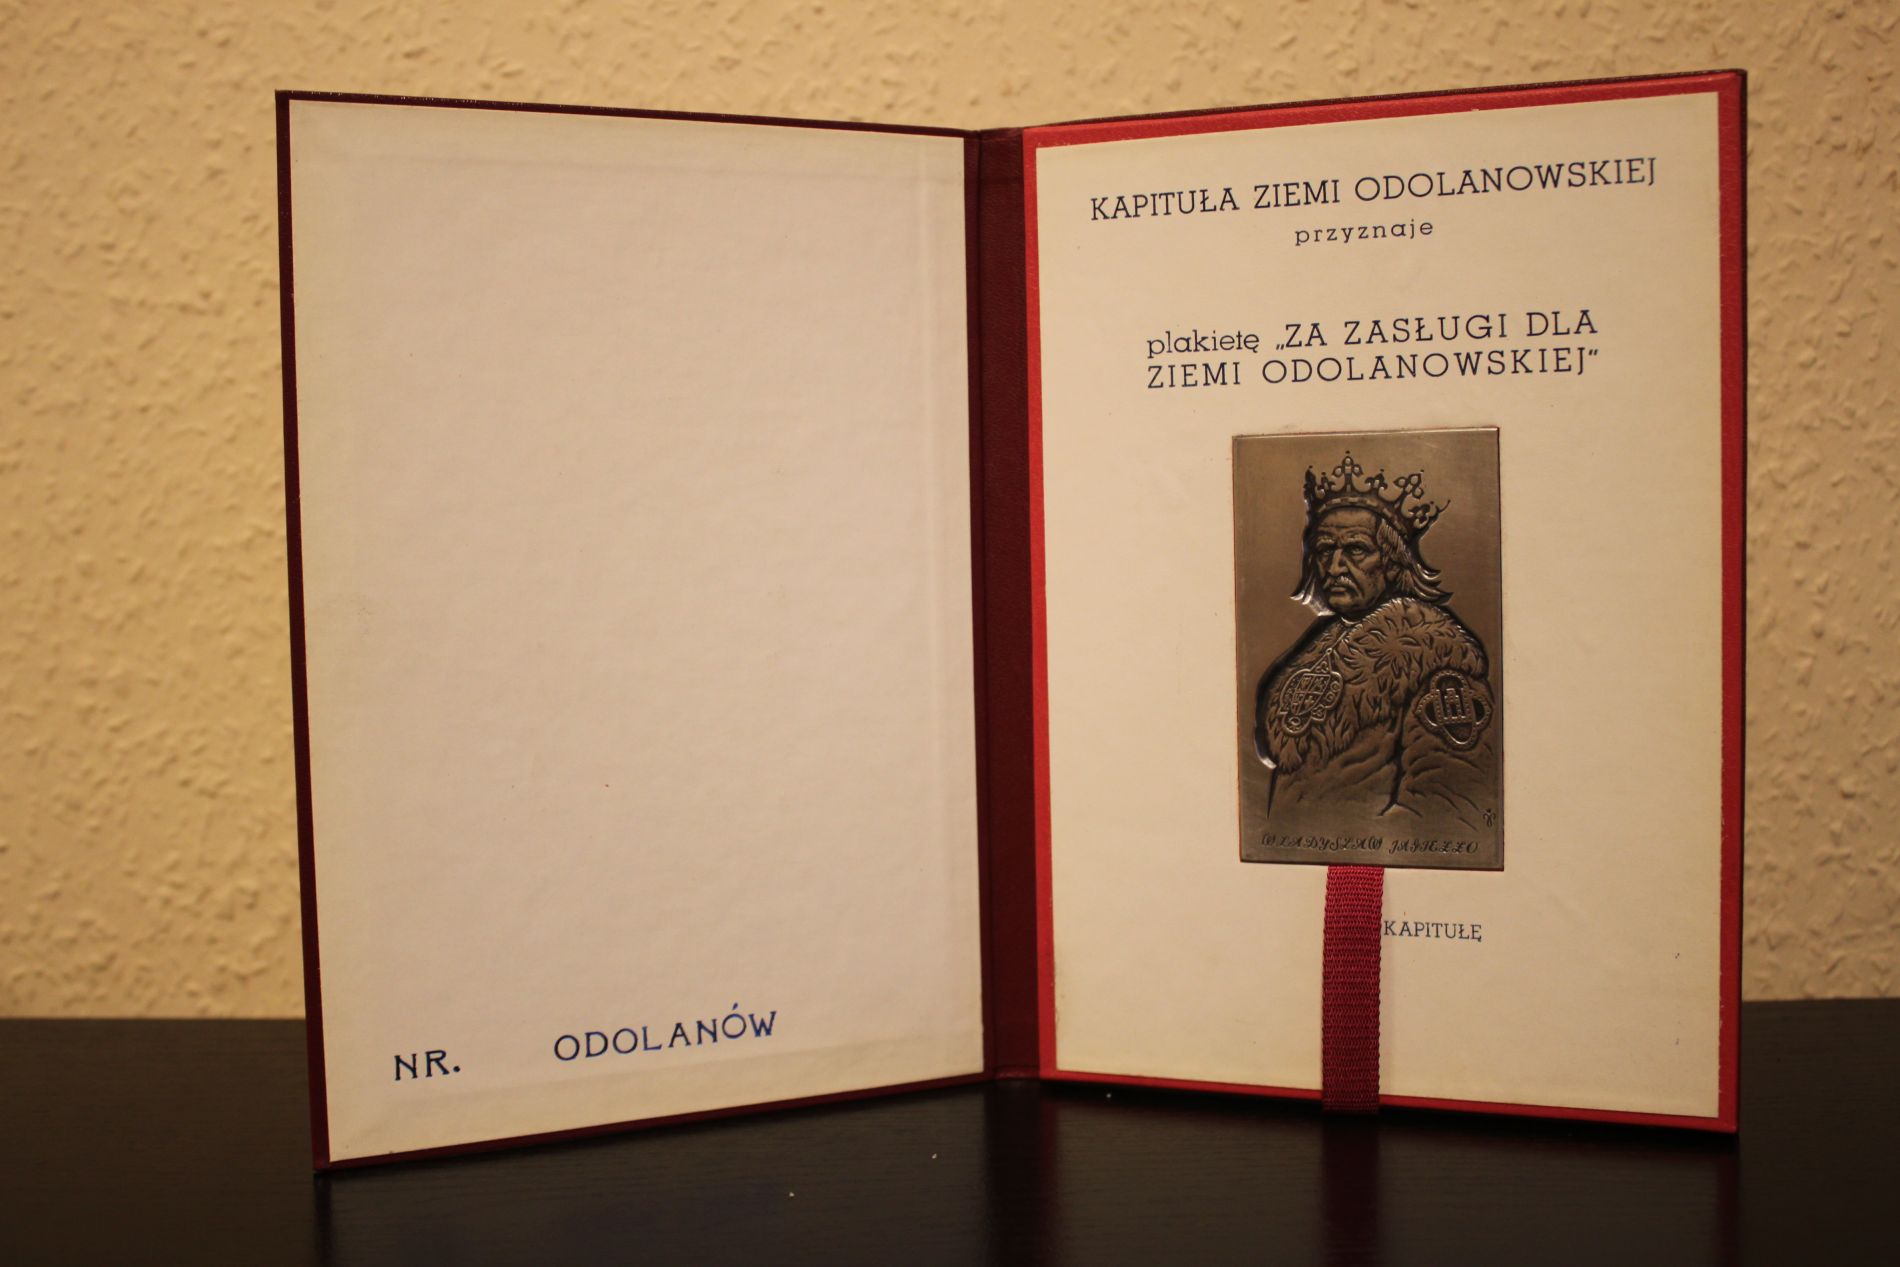 NR. ODOLANÓW
KAPITUŁA ZIEMI ODOLANOWSKIEJ
przyznaje
plakietę „ZA ZASŁUGI DLA
ZIEMI ODOLANOWSKIEJ”
WŁADYSŁAW JAGIEŁŁO
KAPITUŁĘ